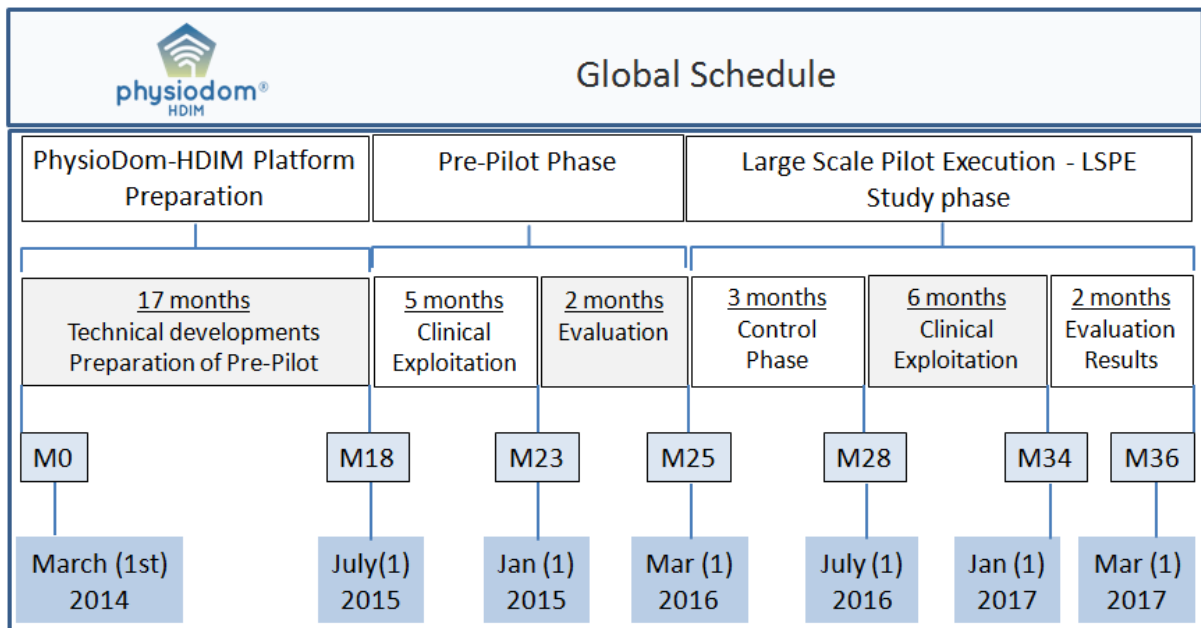 physiodom®
HDIM
Global Schedule
PhysioDom-HDIM Platform
Preparation
Pre-Pilot Phase
Large Scale Pilot Execution - LSPE
Study phase
17 months
Technical developments
Preparation of Pre-Pilot
5 months
Clinical
Exploitation
2 months
Evaluation
3 months
Control
Phase
6 months
Clinical
Exploitation
2 months
Evaluation
Results
M0
M18
M23
M25
M28
M34
M36
March (1st)
2014
July(1)
2015
Jan (1)
2015
Mar (1)
2016
July (1)
2016
Jan (1)
2017
Mar (1)
2017